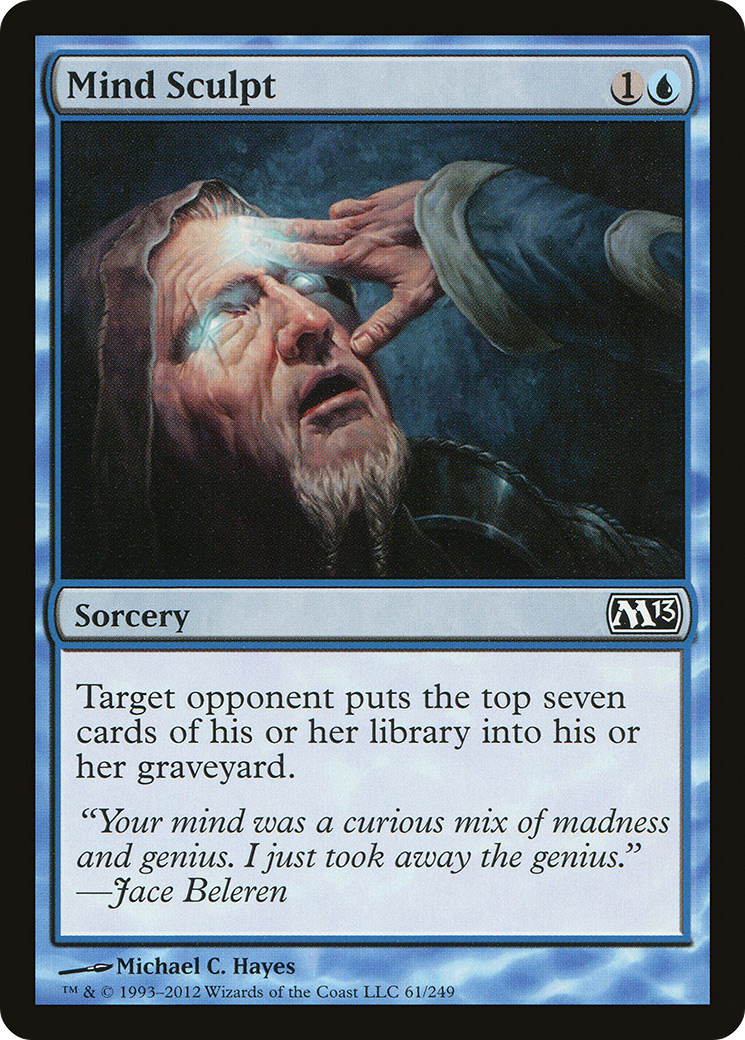 Mind Sculpt
1
Sorcery
M13
Target opponent puts the top seven
cards of his or her library into his or
her graveyard.
“Your mind was a curious mix of madness
and genius. I just took away the genius.”
—Jace Beleren
Michael C. Hayes
™ & © 1993–2012 Wizards of the Coast LLC 61/249